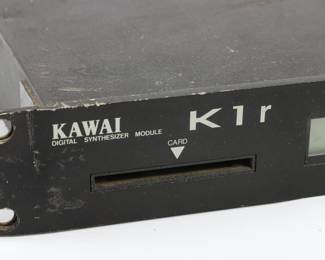 KAWAI
K1r
DIGITAL SYNTHESIZER MODULE
CARD